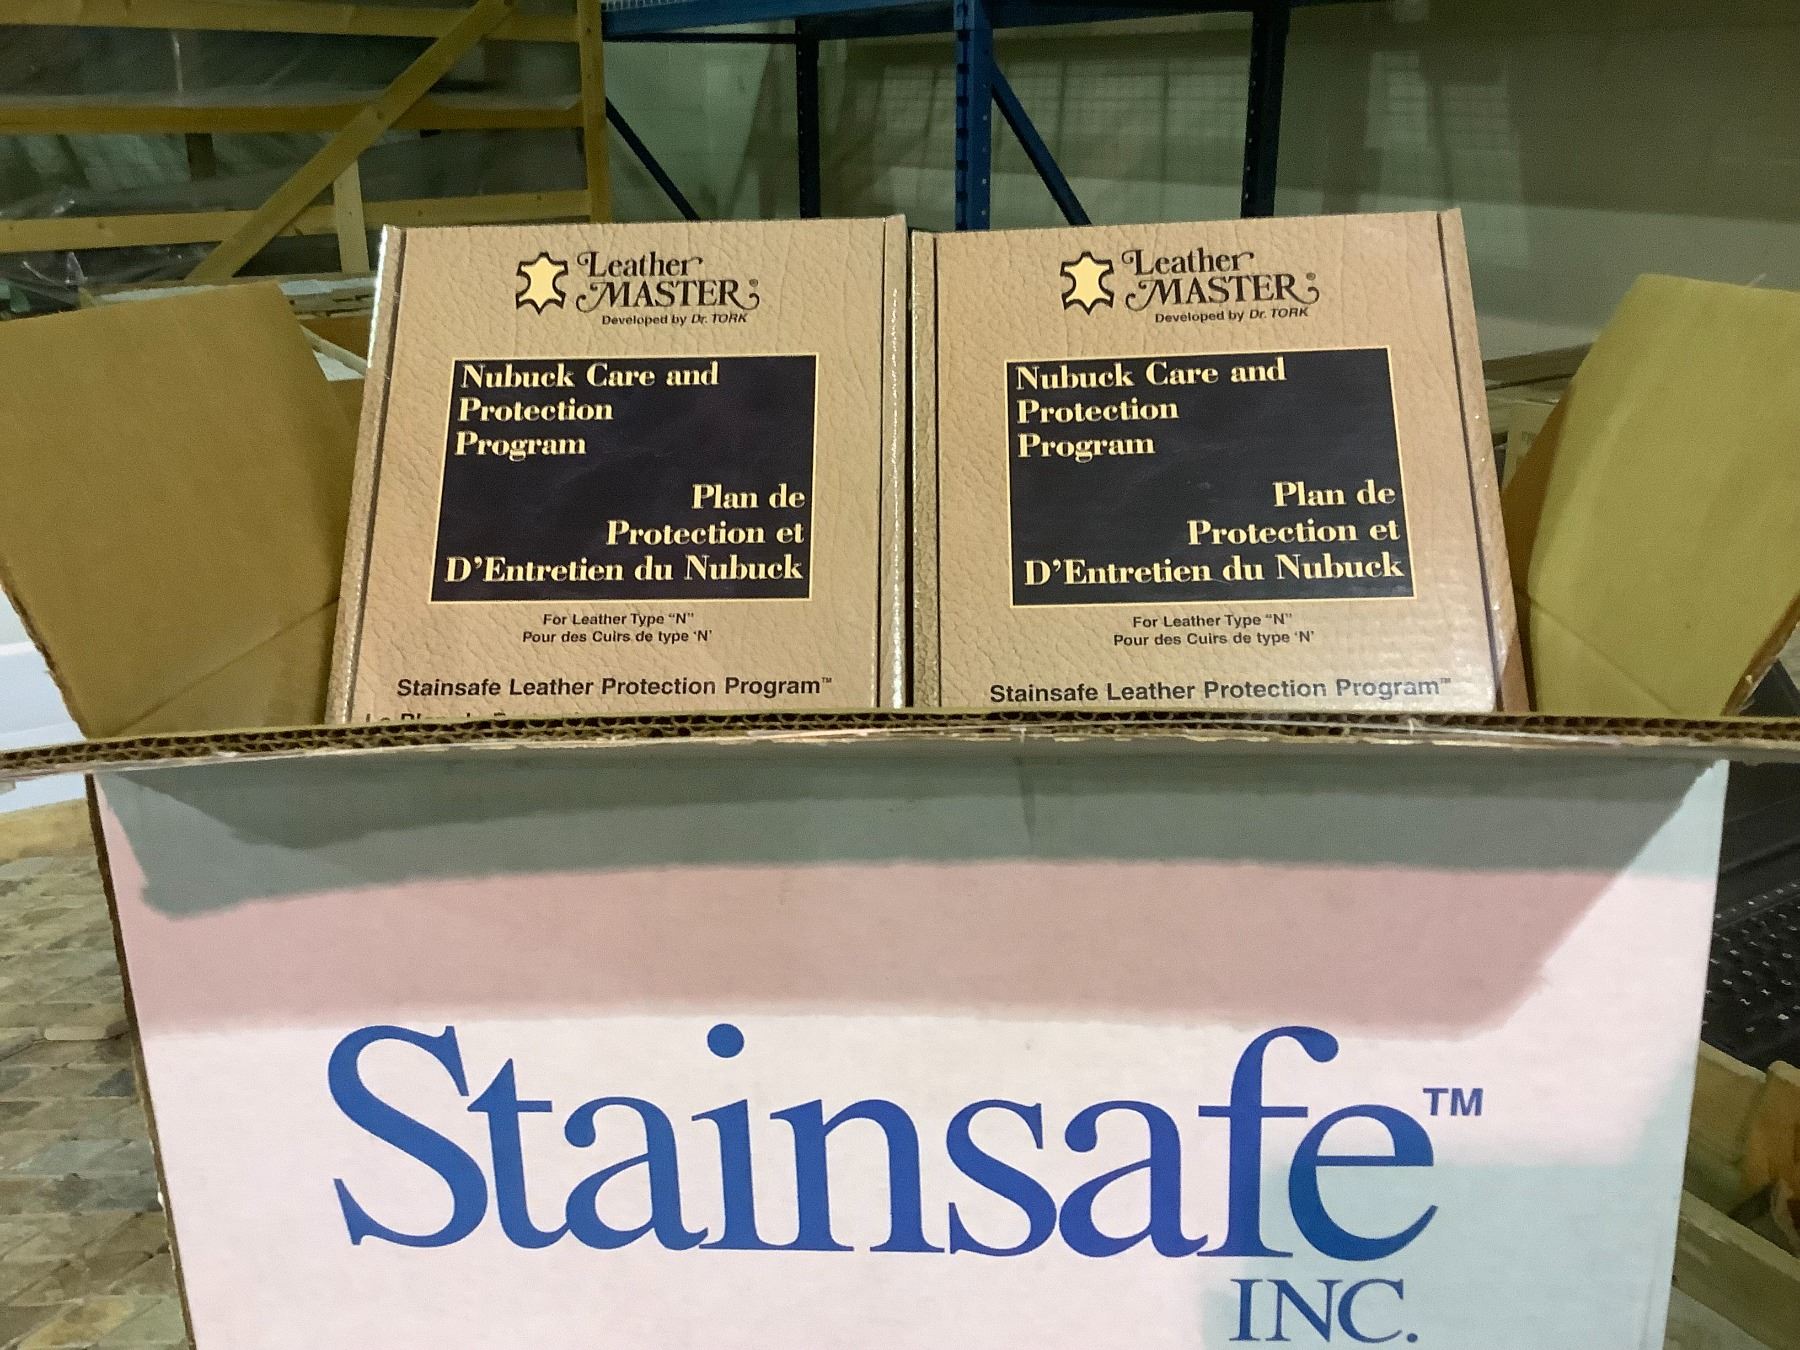 Leather
MASTER®
Developed by Dr. TORK
Nubuck Care and
Protection
Program
Plan de
Protection et
D'Entretien du Nubuck
For Leather Type "N"
Pour des Cuirs de type 'N'
Stainsafe Leather Protection Program™
Leather
MASTER®
Developed by Dr. TORK
Nubuck Care and
Protection
Program
Plan de
Protection et
D'Entretien du Nubuck
For Leather Type "N"
Pour des Cuirs de type 'N'
Stainsafe Leather Protection Program™
Stainsafe™
INC.